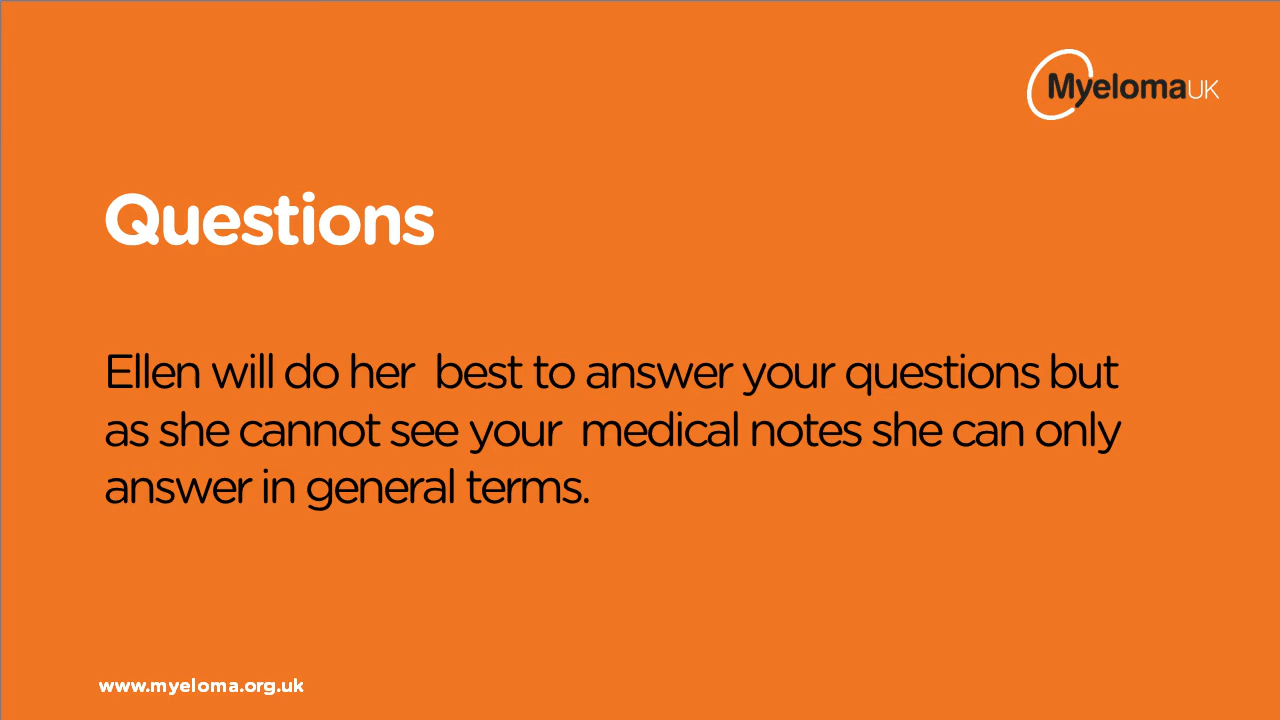 MyelomaUK
Questions
Ellen will do her  best to answer your questions but
as she cannot see your  medical notes she can only
answer in general terms.
www.myeloma.org.uk